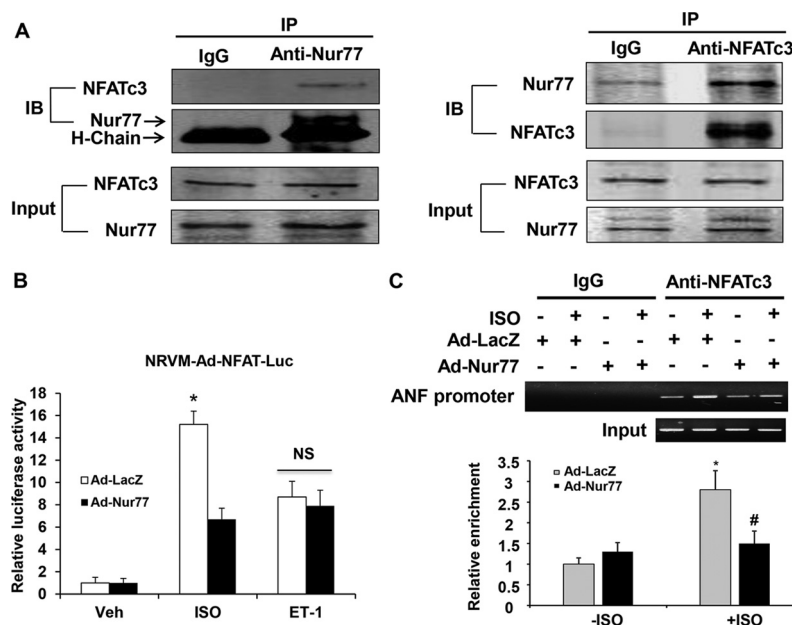 A
IP
IgG Anti-Nur77
NFATc3
IB
Nur77
H-Chain
NFATc3
Input
Nur77
IP
IgG Anti-NFATc3
Nur77
IB
NFATc3
NFATc3
Input
Nur77
B
NRVM-Ad-NFAT-Luc
Relative luciferase activity
18
16
14
12
10
8
6
4
2
0
*
NS
Ad-LacZ
Ad-Nur77
Veh ISO ET-1
C
IgG Anti-NFATc3
ISO - + - + - + - +
Ad-LacZ + + - - + + - -
Ad-Nur77 - - + + - - + +
ANF promoter
Input
Relative enrichment
3.5
3
2.5
2
1.5
1
0.5
0
Ad-LacZ
Ad-Nur77
*
#
-ISO +ISO